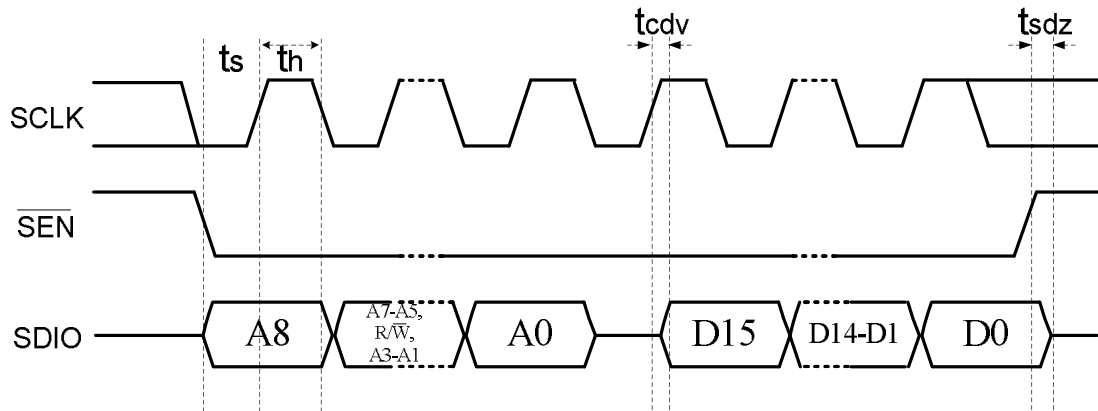 tcdv
tsdz
ts
th
SCLK
SEN
SDIO
A8
A7-A5,
R/W,
A3-A1
A0
D15
D14-D1
D0